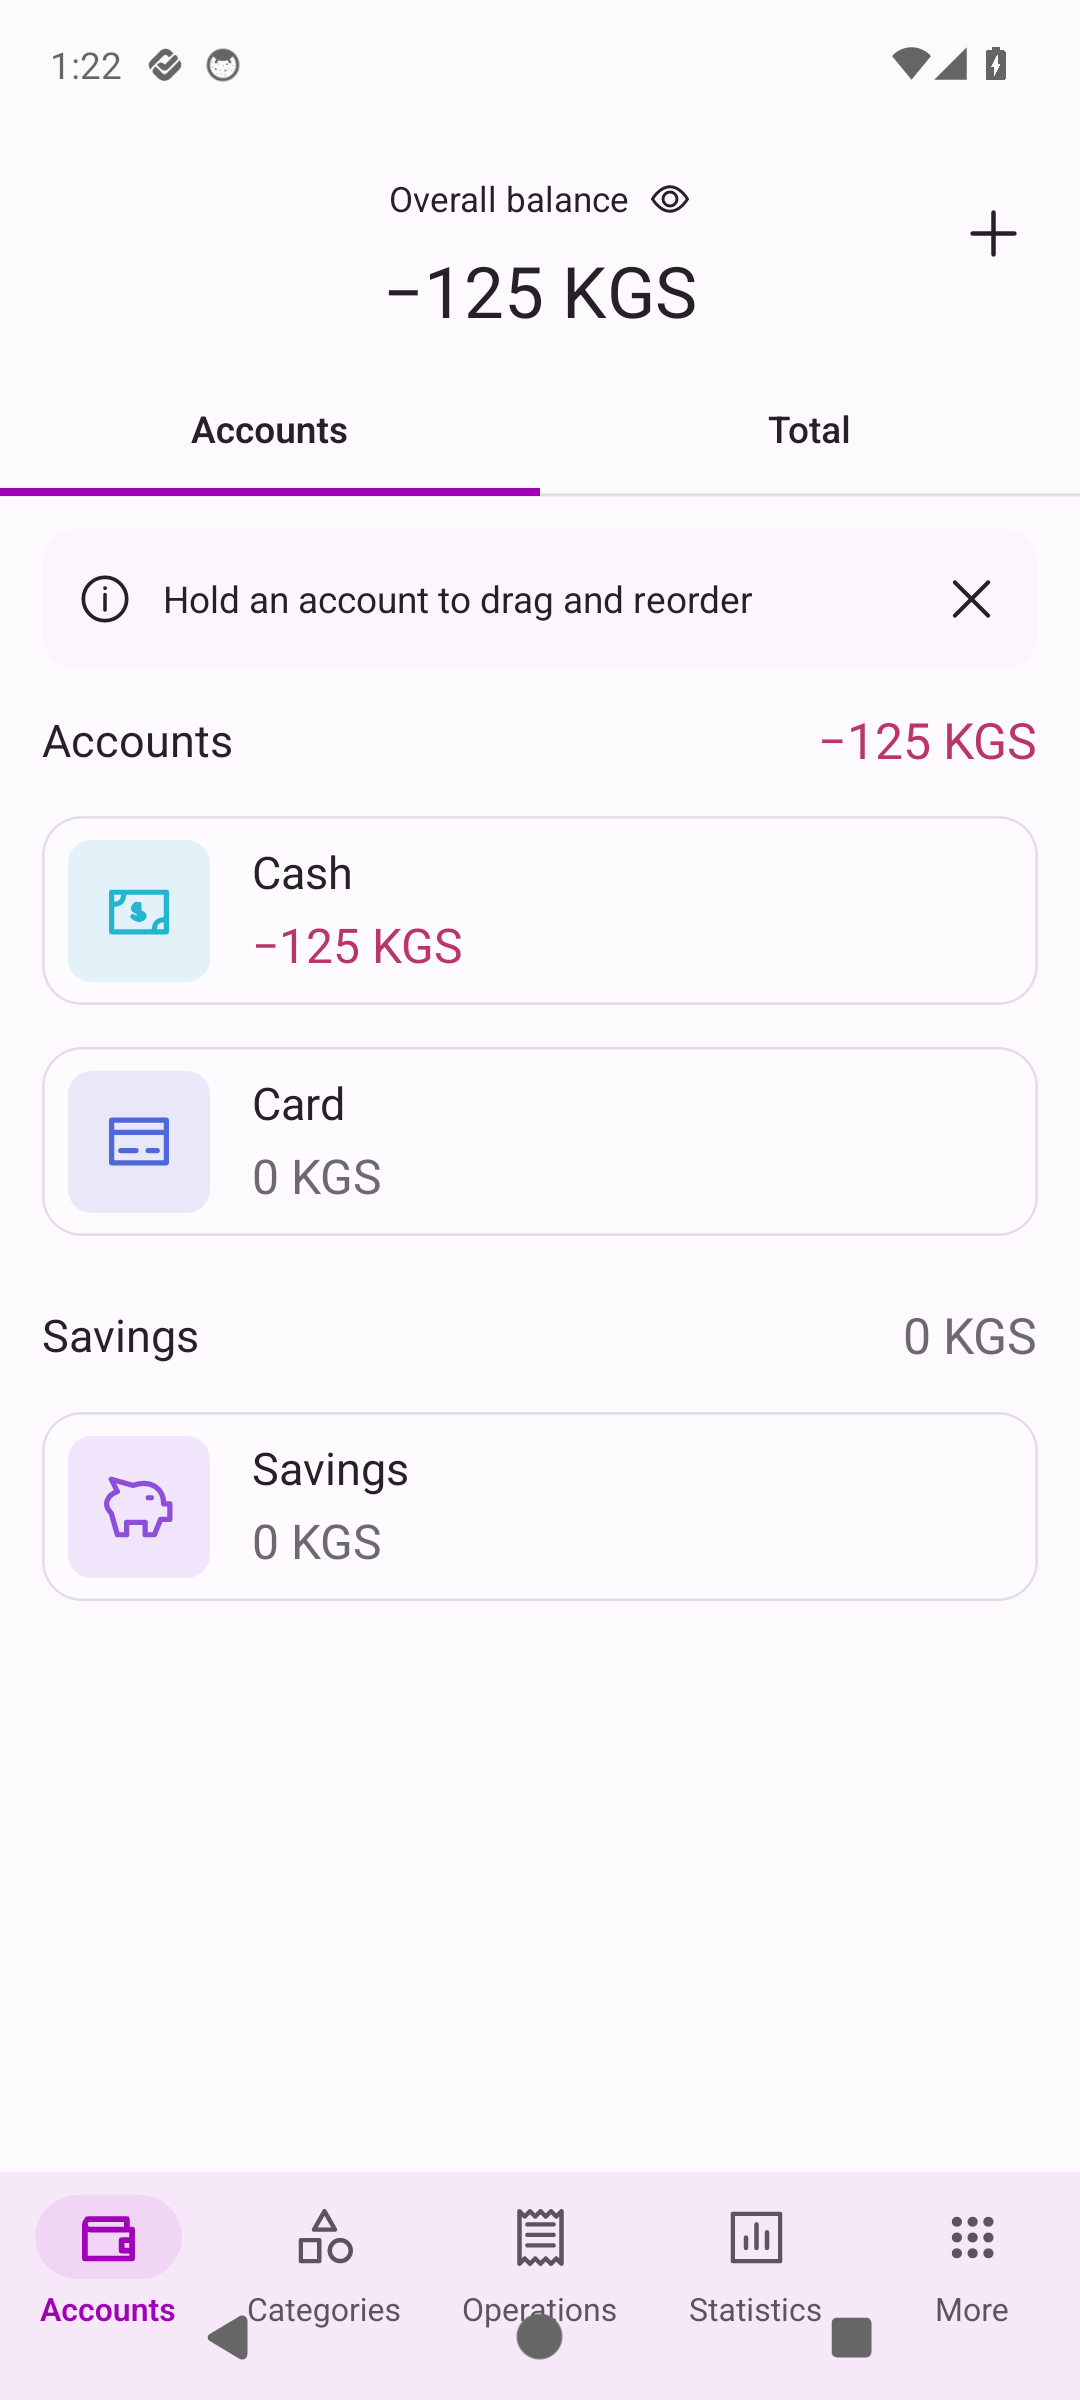 1:22
Overall balance
−125 KGS
Accounts
Total
Hold an account to drag and reorder
Accounts
−125 KGS
Cash
−125 KGS
Card
0 KGS
Savings
0 KGS
Savings
0 KGS
Accounts
Categories
Operations
Statistics
More